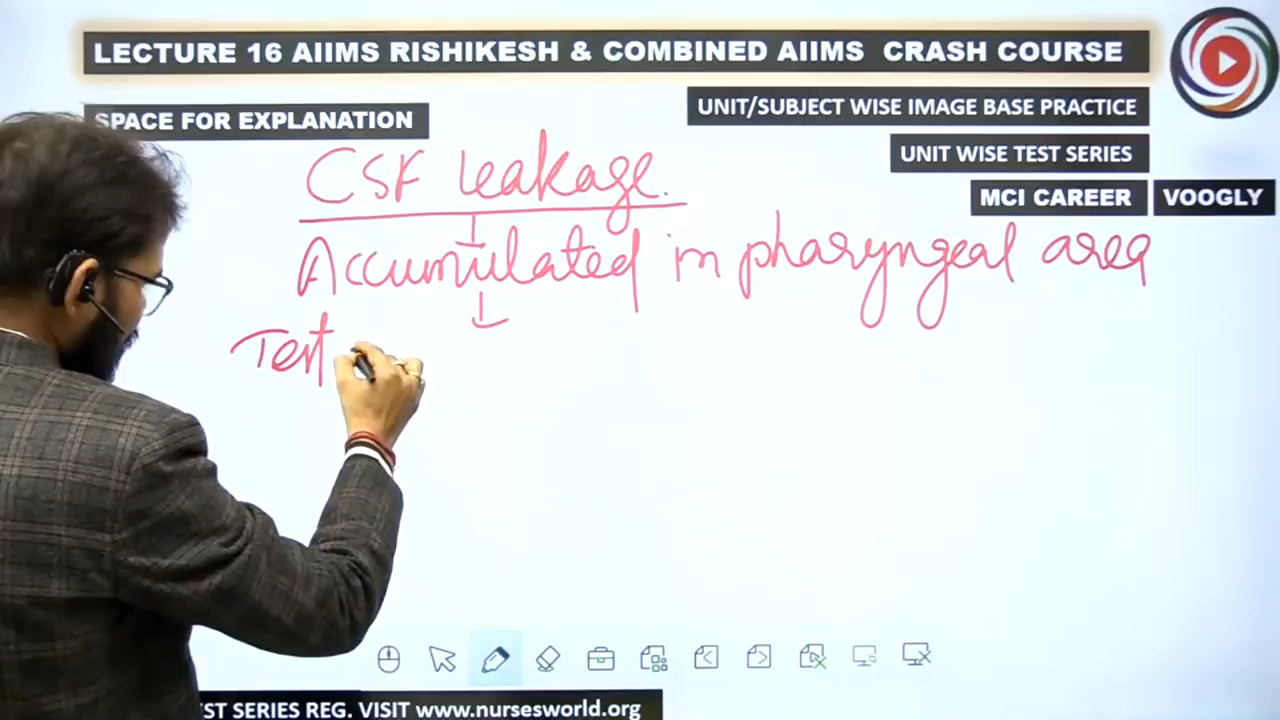 LECTURE 16 AIIMS RISHIKESH & COMBINED AIIMS CRASH COURSE
SPACE FOR EXPLANATION
UNIT/SUBJECT WISE IMAGE BASE PRACTICE
UNIT WISE TEST SERIES
MCI CAREER VOOGLY
CSF leakage.
Accumulated in pharyngeal area
Test
ST SERIES REG. VISIT www.nursesworld.org